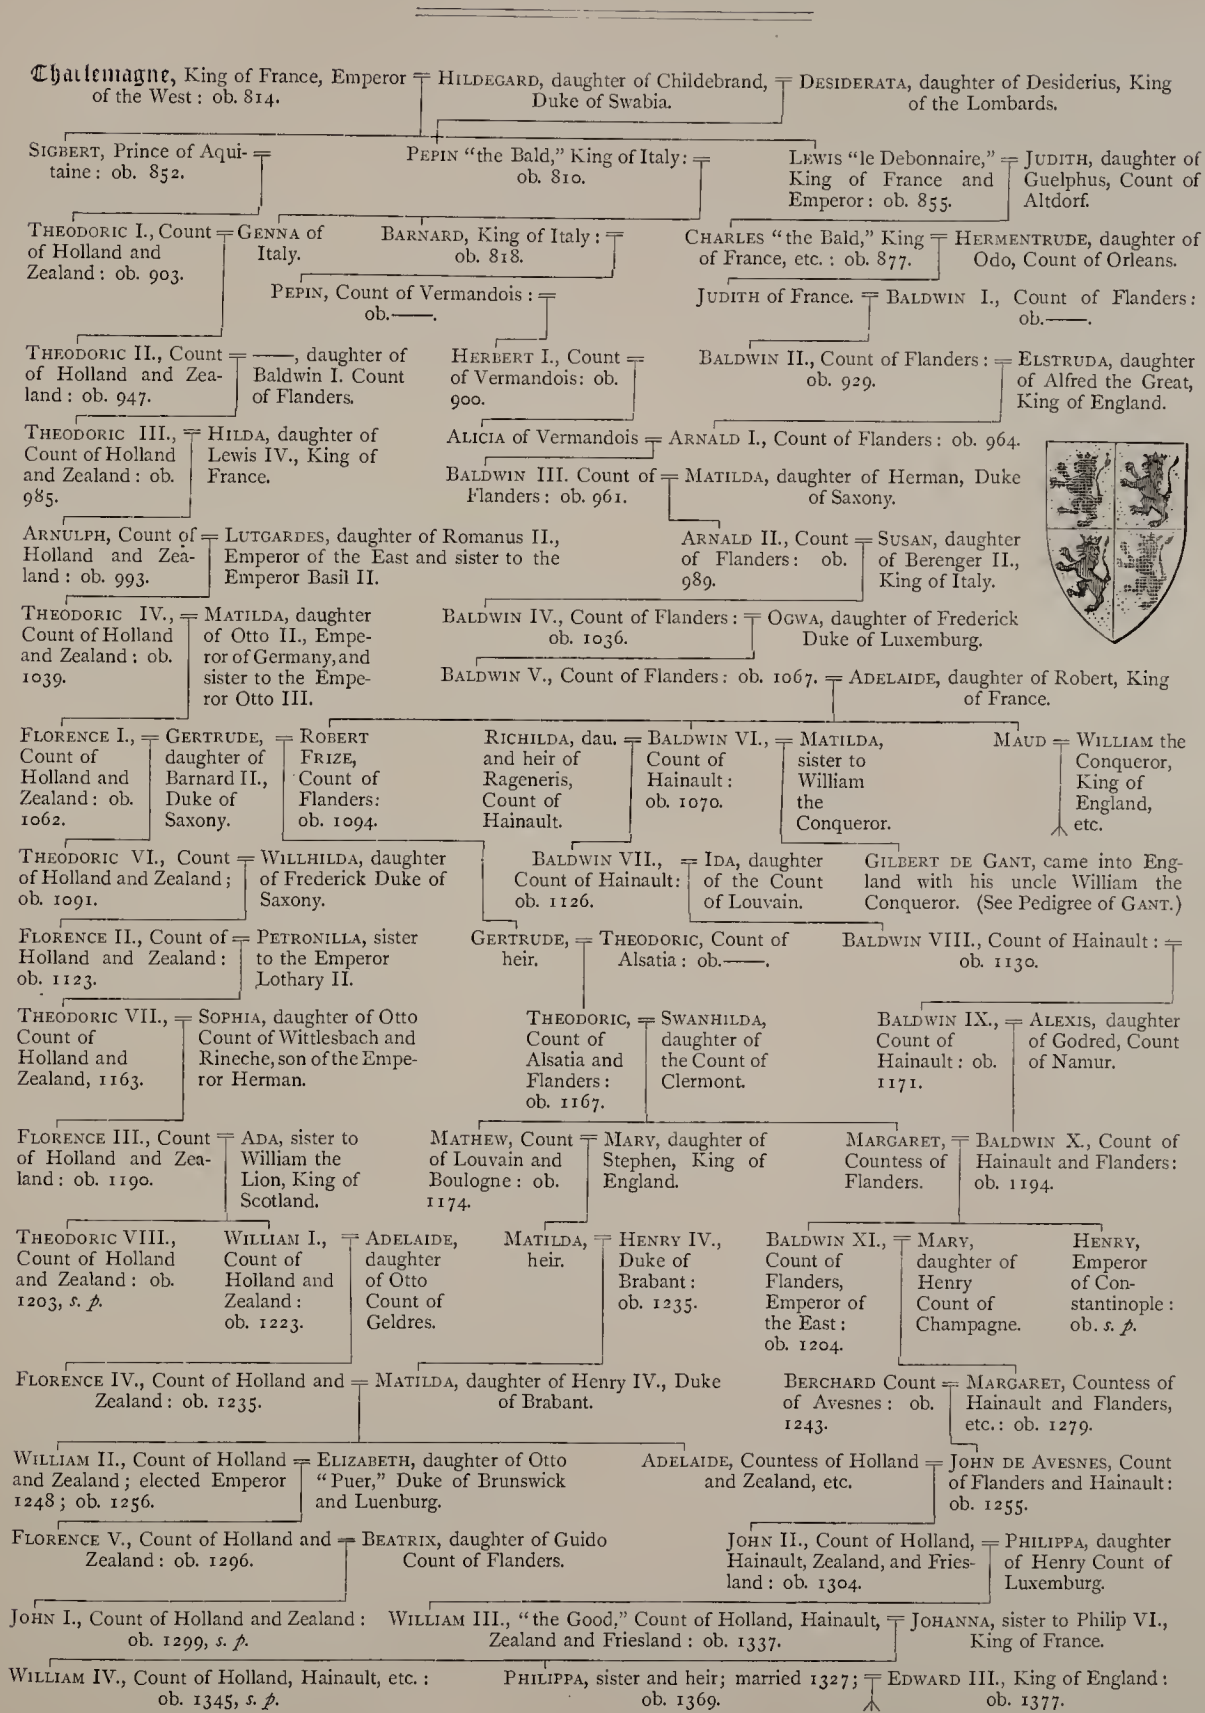 Charlemagne, King of France, Emperor
of the West: ob. 814.
HILDEGARD, daughter of Childebrand,
Duke of Swabia.
DESIDERATA, daughter of Desiderius, King
of the Lombards.
SIGBERT, Prince of Aqui-
taine: ob. 852.
PEPIN "the Bald," King of Italy:
ob. 810.
LEWIS "le Debonnaire,"
King of France and
Emperor: ob. 855.
JUDITH, daughter of
Guelphus, Count of
Altdorf.
THEODORIC I., Count
of Holland and
Zealand: ob. 903.
GENNA of
Italy.
BARNARD, King of Italy:
ob. 818.
CHARLES "the Bald," King
of France, etc.: ob. 877.
HERMENTRUDE, daughter of
Odo, Count of Orleans.
PEPIN, Count of Vermandois:
ob.——.
JUDITH of France.
BALDWIN I., Count of Flanders:
ob.——.
THEODORIC II., Count
of Holland and Zea-
land: ob. 947.
——, daughter of
Baldwin I. Count
of Flanders.
HERBERT I., Count
of Vermandois: ob.
900.
BALDWIN II., Count of Flanders:
ob. 929.
ELSTRUDA, daughter
of Alfred the Great,
King of England.
THEODORIC III.,
Count of Holland
and Zealand: ob.
985.
HILDA, daughter of
Lewis IV., King of
France.
ALICIA of Vermandois
ARNALD I., Count of Flanders: ob. 964.
BALDWIN III. Count of
Flanders: ob. 961.
MATILDA, daughter of Herman, Duke
of Saxony.
ARNULPH, Count of
Holland and Zea-
land: ob. 993.
LUTGARDES, daughter of Romanus II.,
Emperor of the East and sister to the
Emperor Basil II.
ARNALD II., Count
of Flanders: ob.
989.
SUSAN, daughter
of Berenger II.,
King of Italy.
THEODORIC IV.,
Count of Holland
and Zealand: ob.
1039.
MATILDA, daughter
of Otto II., Empe-
ror of Germany, and
sister to the Empe-
ror Otto III.
BALDWIN IV., Count of Flanders:
ob. 1036.
OGWA, daughter of Frederick
Duke of Luxemburg.
BALDWIN V., Count of Flanders: ob. 1067.
ADELAIDE, daughter of Robert, King
of France.
FLORENCE I.,
Count of
Holland and
Zealand: ob.
1062.
GERTRUDE,
daughter of
Barnard II.,
Duke of
Saxony.
ROBERT
FRIZE,
Count of
Flanders:
ob. 1094.
RICHILDA, dau.
and heir of
Rageneris,
Count of
Hainault.
BALDWIN VI.,
Count of
Hainault:
ob. 1070.
MATILDA,
sister to
William
the
Conqueror.
MAUD
WILLIAM the
Conqueror,
King of
England,
etc.
THEODORIC VI., Count
of Holland and Zealand;
ob. 1091.
WILLHILDA, daughter
of Frederick Duke of
Saxony.
BALDWIN VII.,
Count of Hainault:
ob. 1126.
IDA, daughter
of the Count
of Louvain.
GILBERT DE GANT, came into Eng-
land with his uncle William the
Conqueror. (See Pedigree of GANT.)
FLORENCE II., Count of
Holland and Zealand:
ob. 1123.
PETRONILLA, sister
to the Emperor
Lothary II.
GERTRUDE,
heir.
THEODORIC, Count of
Alsatia: ob.——.
BALDWIN VIII., Count of Hainault:
ob. 1130.
THEODORIC VII.,
Count of
Holland and
Zealand, 1163.
SOPHIA, daughter of Otto
Count of Wittlesbach and
Rineche, son of the Empe-
ror Herman.
THEODORIC,
Count of
Alsatia and
Flanders:
ob. 1167.
SWANHILDA,
daughter of
the Count of
Clermont.
BALDWIN IX.,
Count of
Hainault: ob.
1171.
ALEXIS, daughter
of Godred, Count
of Namur.
FLORENCE III., Count
of Holland and Zea-
land: ob. 1190.
ADA, sister to
William the
Lion, King of
Scotland.
MATHEW, Count
of Louvain and
Boulogne: ob.
1174.
MARY, daughter of
Stephen, King of
England.
MARGARET,
Countess of
Flanders.
BALDWIN X., Count of
Hainault and Flanders:
ob. 1194.
THEODORIC VIII.,
Count of Holland
and Zealand: ob.
1203, s. p.
WILLIAM I.,
Count of
Holland and
Zealand:
ob. 1223.
ADELAIDE,
daughter
of Otto
Count of
Geldres.
MATILDA,
heir.
HENRY IV.,
Duke of
Brabant:
ob. 1235.
BALDWIN XI.,
Count of
Flanders,
Emperor of
the East:
ob. 1204.
MARY,
daughter of
Henry
Count of
Champagne.
HENRY,
Emperor
of Con-
stantinople:
ob. s. p.
FLORENCE IV., Count of Holland and
Zealand: ob. 1235.
MATILDA, daughter of Henry IV., Duke
of Brabant.
BERCHARD Count
of Avesnes: ob.
1243.
MARGARET, Countess of
Hainault and Flanders,
etc.: ob. 1279.
WILLIAM II., Count of Holland
and Zealand; elected Emperor
1248; ob. 1256.
ELIZABETH, daughter of Otto
"Puer," Duke of Brunswick
and Luenburg.
ADELAIDE, Countess of Holland
and Zealand, etc.
JOHN DE AVESNES, Count
of Flanders and Hainault:
ob. 1255.
FLORENCE V., Count of Holland and
Zealand: ob. 1296.
BEATRIX, daughter of Guido
Count of Flanders.
JOHN II., Count of Holland,
Hainault, Zealand, and Fries-
land: ob. 1304.
PHILIPPA, daughter
of Henry Count of
Luxemburg.
JOHN I., Count of Holland and Zealand:
ob. 1299, s. p.
WILLIAM III., "the Good," Count of Holland, Hainault,
Zealand and Friesland: ob. 1337.
JOHANNA, sister to Philip VI.,
King of France.
WILLIAM IV., Count of Holland, Hainault, etc.:
ob. 1345, s. p.
PHILIPPA, sister and heir; married 1327;
ob. 1369.
EDWARD III., King of England:
ob. 1377.